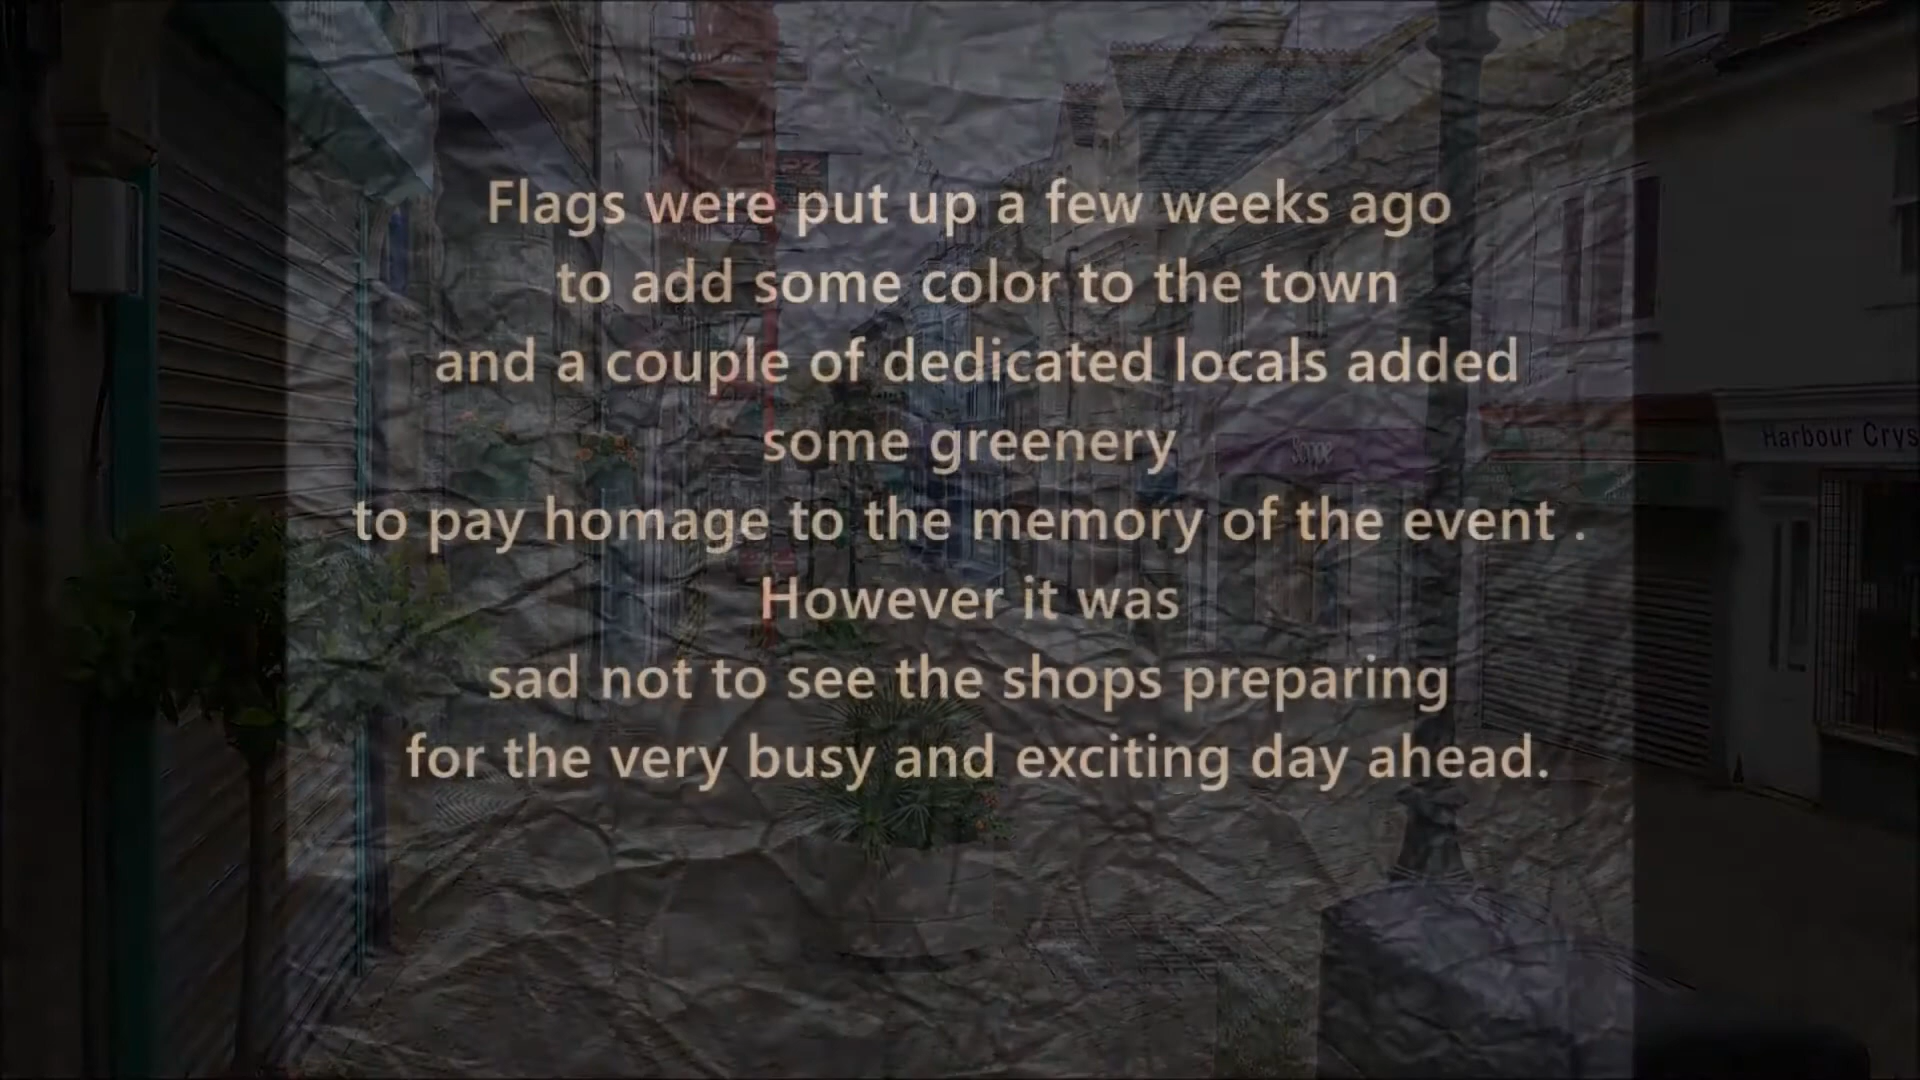 Flags were put up a few weeks ago
to add some color to the town
and a couple of dedicated locals added
some greenery
to pay homage to the memory of the event .
However it was
sad not to see the shops preparing
for the very busy and exciting day ahead.
Harbour Crys